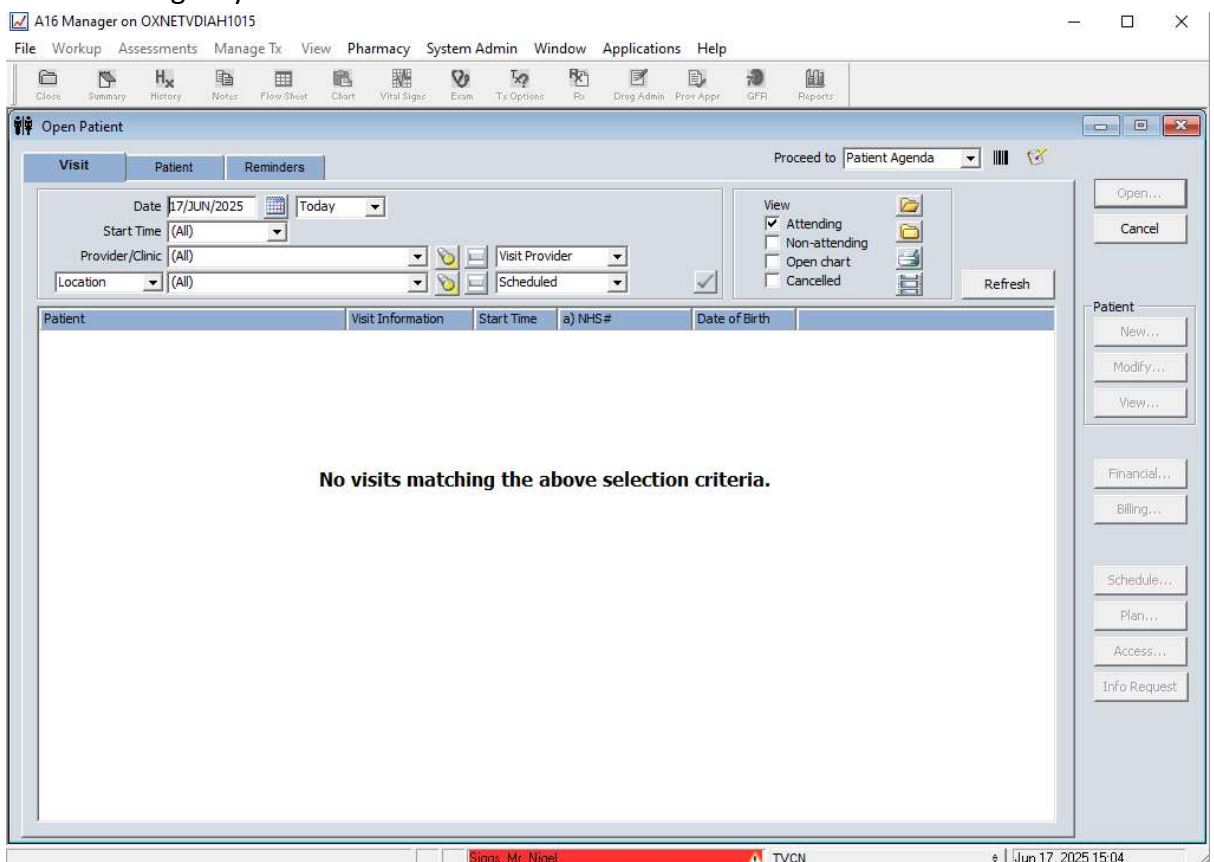 A16 Manager on OXNETVDIAH1015
File Workup Assessments Manage Tx View Pharmacy System Admin Window Applications Help
Close Summary History Notes Flow Sheet Chart Vital Signs Exam Tx Options Rx Drug Admin Prov Appr GFR Reports
Open Patient
Visit Patient Reminders Proceed to Patient Agenda
Date 17/JUN/2025 Today View
Open...
Start Time (All) Attending
Cancel
Provider/Clinic (All) Visit Provider Non-attending
Open chart
Location (All) Scheduled Cancelled Refresh
Patient Visit Information Start Time a) NHS# Date of Birth
Patient
New...
Modify...
View...
No visits matching the above selection criteria.
Financial...
Billing...
Schedule...
Plan...
Access...
Info Request
Siggs, Mr. Nigel TVCN Jun 17, 2025 15:04